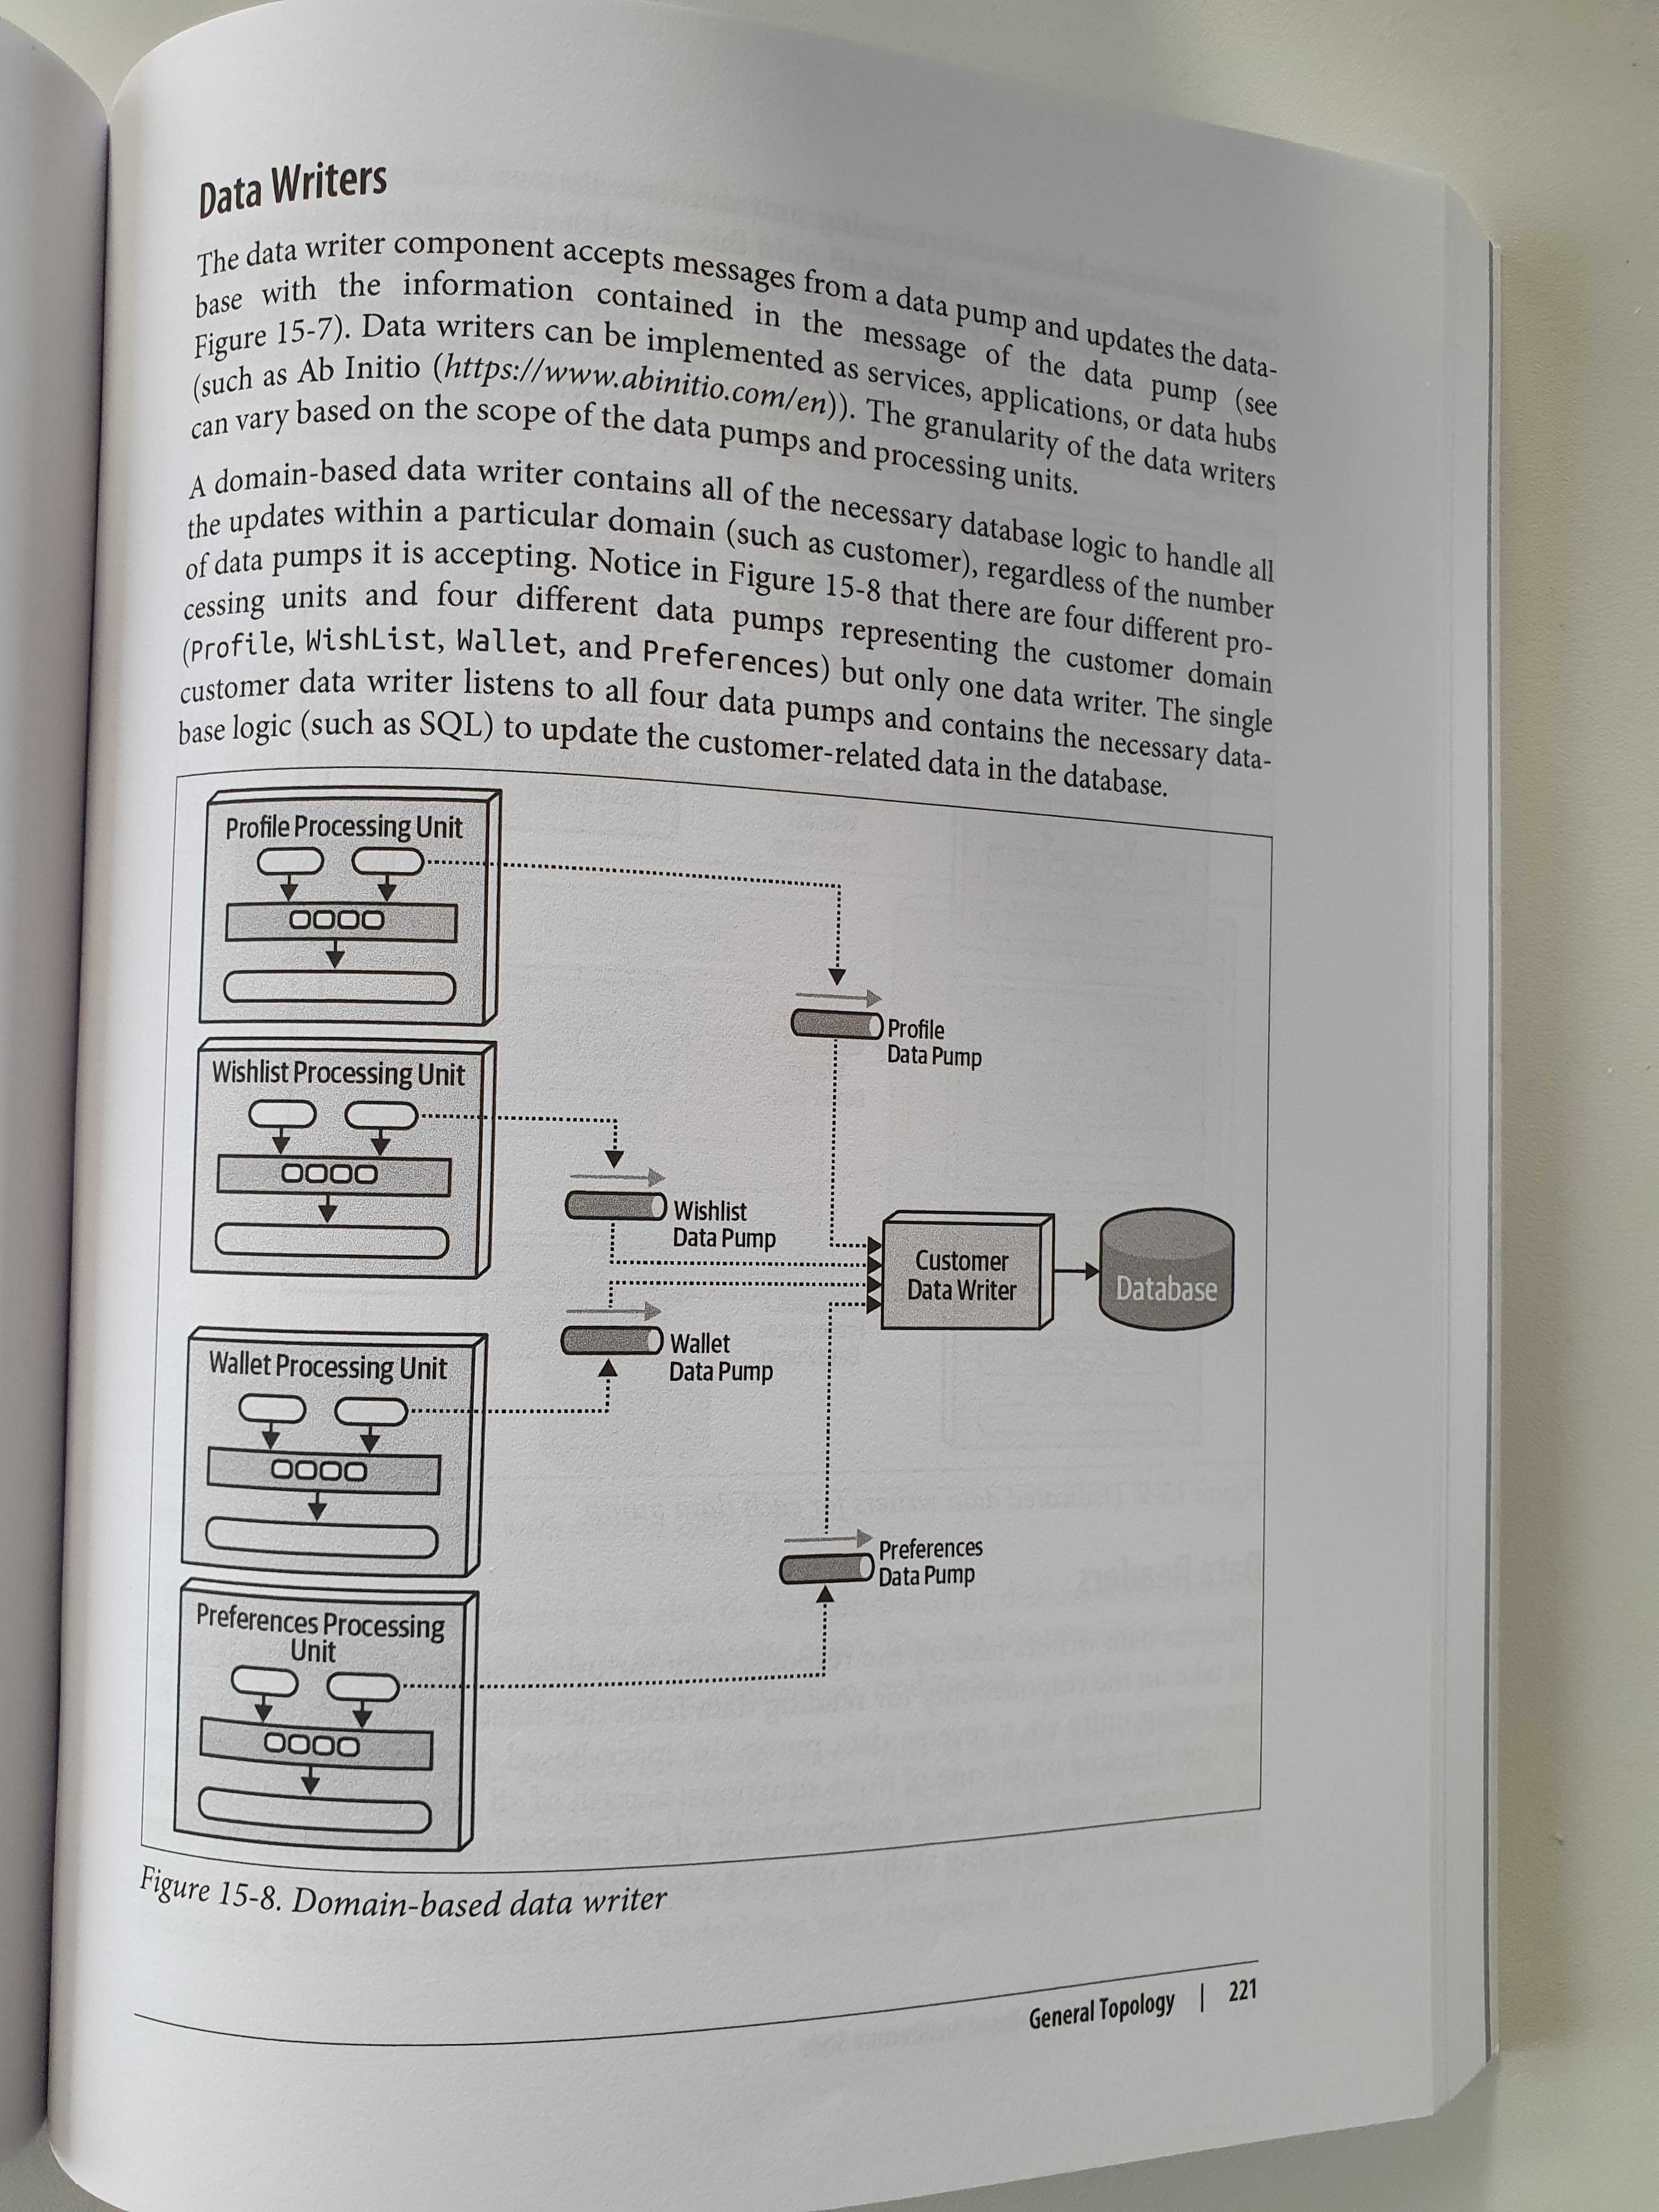 Data Writers
The data writer component accepts messages from a data pump and updates the data-
base with the information contained in the message of the data pump (see
Figure 15-7). Data writers can be implemented as services, applications, or data hubs
(such as Ab Initio (https://www.abinitio.com/en)). The granularity of the data writers
can vary based on the scope of the data pumps and processing units.
A domain-based data writer contains all of the necessary database logic to handle all
the updates within a particular domain (such as customer), regardless of the number
of data pumps it is accepting. Notice in Figure 15-8 that there are four different pro-
cessing units and four different data pumps representing the customer domain
(Profile, WishList, Wallet, and Preferences) but only one data writer. The single
customer data writer listens to all four data pumps and contains the necessary data-
base logic (such as SQL) to update the customer-related data in the database.
Profile Processing Unit
Profile
Data Pump
Wishlist Processing Unit
Wishlist
Data Pump
Customer
Data Writer
Database
Wallet Processing Unit
Wallet
Data Pump
Preferences
Data Pump
Preferences Processing
Unit
Figure 15-8. Domain-based data writer
General Topology | 221